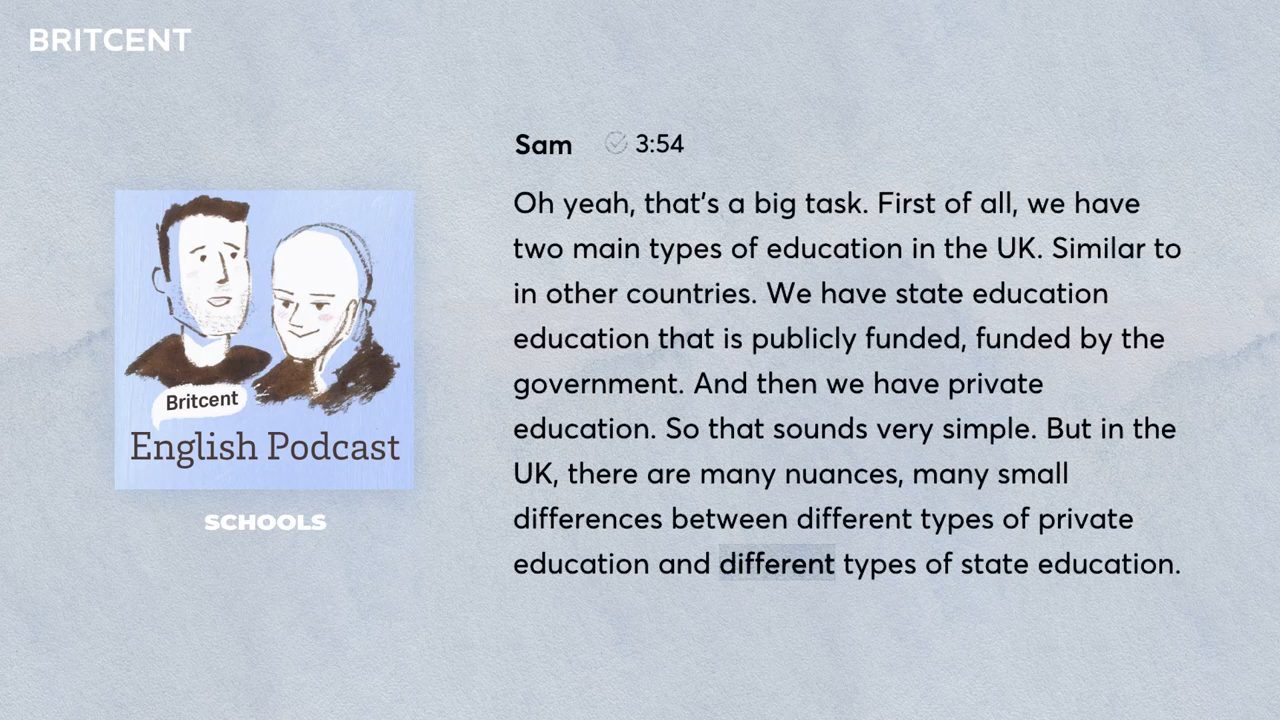 BRITCENT
Sam 3:54
Oh yeah, that's a big task. First of all, we have
two main types of education in the UK. Similar to
in other countries. We have state education
education that is publicly funded, funded by the
government. And then we have private
education. So that sounds very simple. But in the
UK, there are many nuances, many small
differences between different types of private
education and different types of state education.
Britcent
English Podcast
SCHOOLS